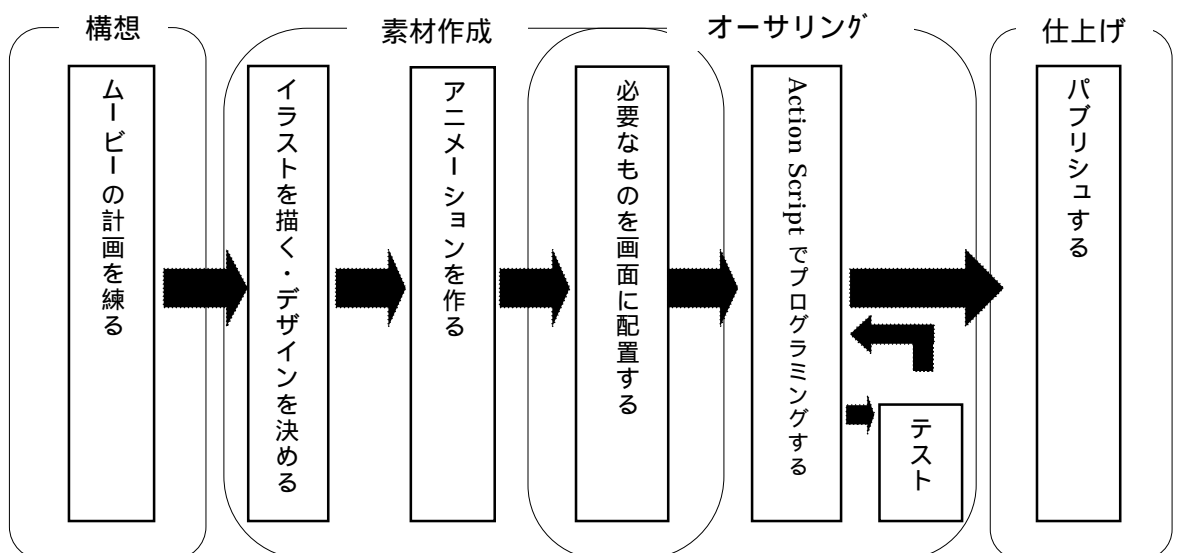 構想
素材作成
オーサリング
仕上げ
ムービーの計画を練る
イラストを描く・デザインを決める
アニメーションを作る
必要なものを画面に配置する
Action Scriptでプログラミングする
テスト
パブリシュする